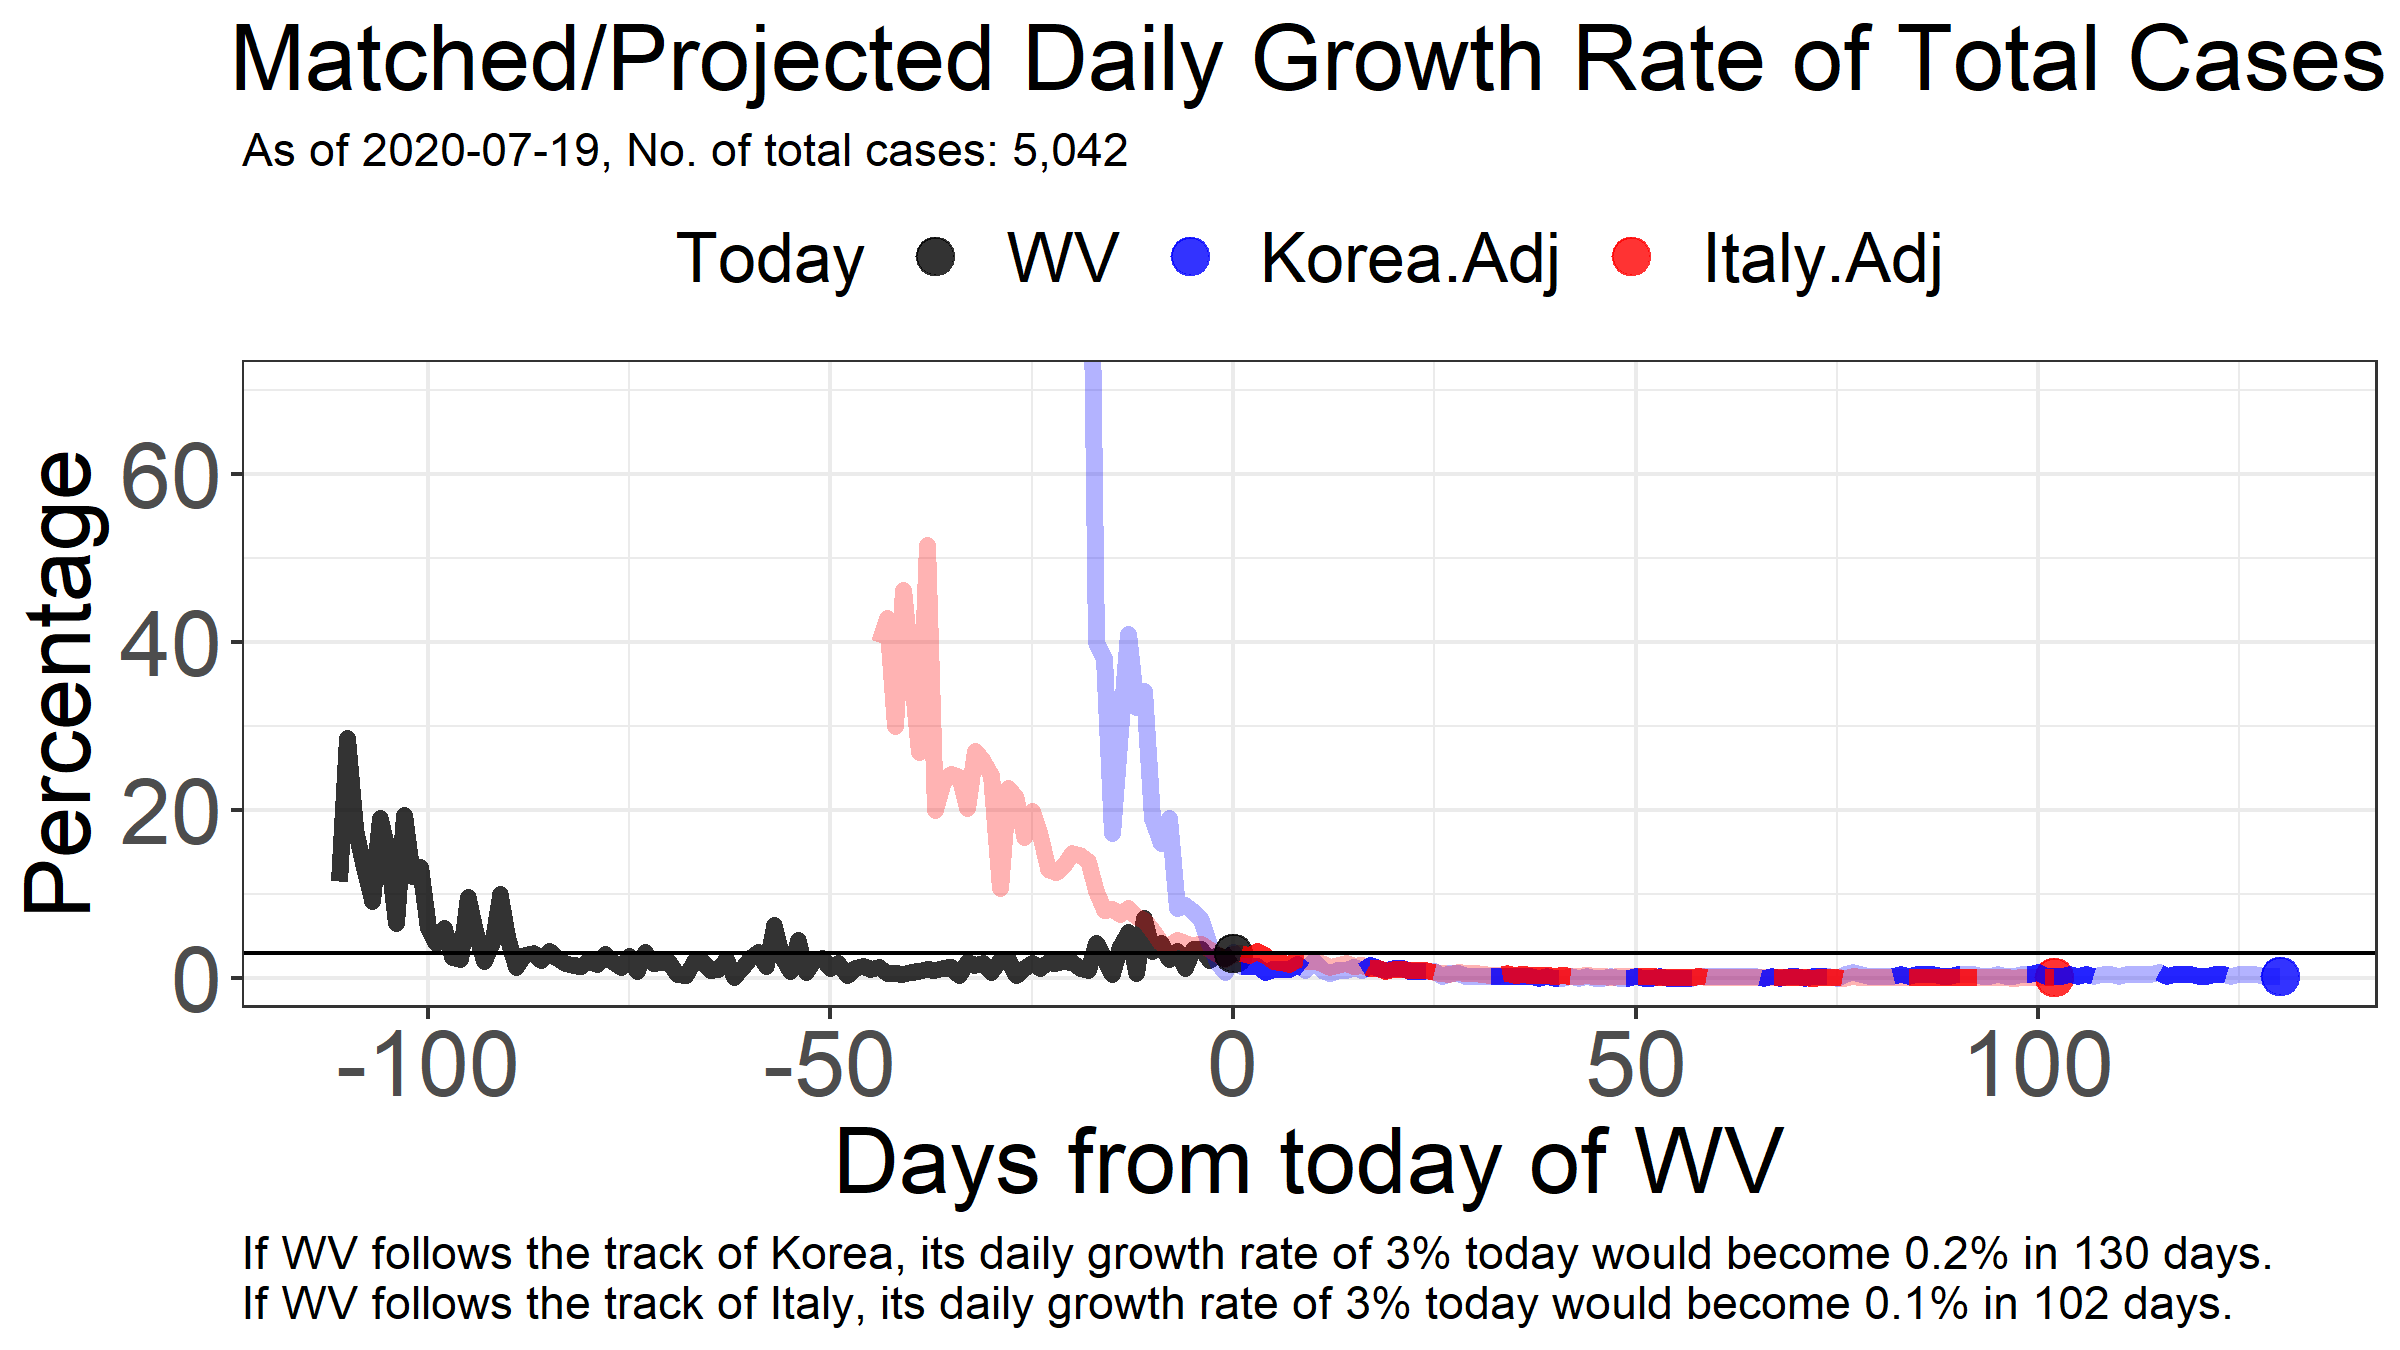 Matched/Projected Daily Growth Rate of Total Cases
As of 2020-07-19, No. of total cases: 5,042
Today WV Korea.Adj Italy.Adj
Percentage
60
40
20
0
-100 -50 0 50 100
Days from today of WV
If WV follows the track of Korea, its daily growth rate of 3% today would become 0.2% in 130 days.
If WV follows the track of Italy, its daily growth rate of 3% today would become 0.1% in 102 days.